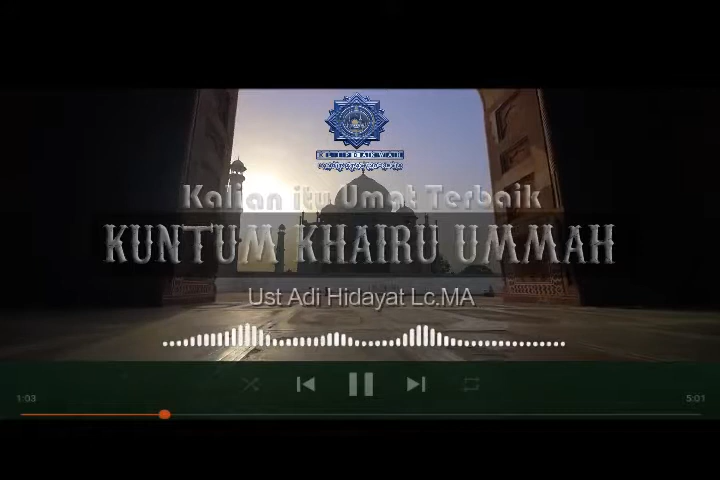 Kalian itu Umat Terbaik
KUNTUM KHAIRU UMMAH
Ust Adi Hidayat Lc.MA
1:03
5:01